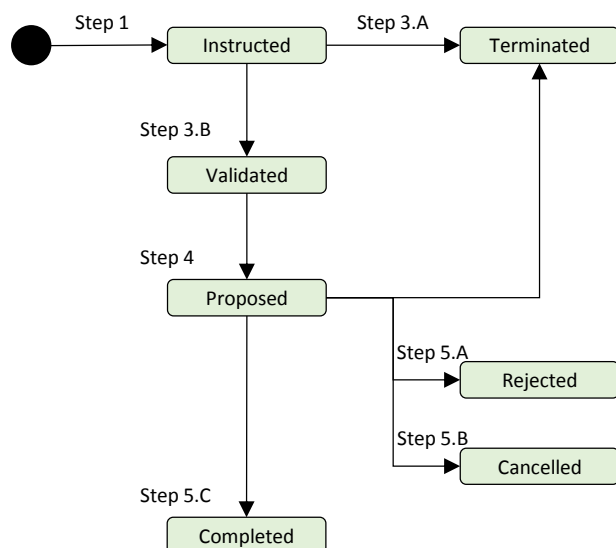 Step 1
Step 3.A
Instructed
Terminated
Step 3.B
Validated
Step 4
Proposed
Step 5.A
Rejected
Step 5.B
Cancelled
Step 5.C
Completed